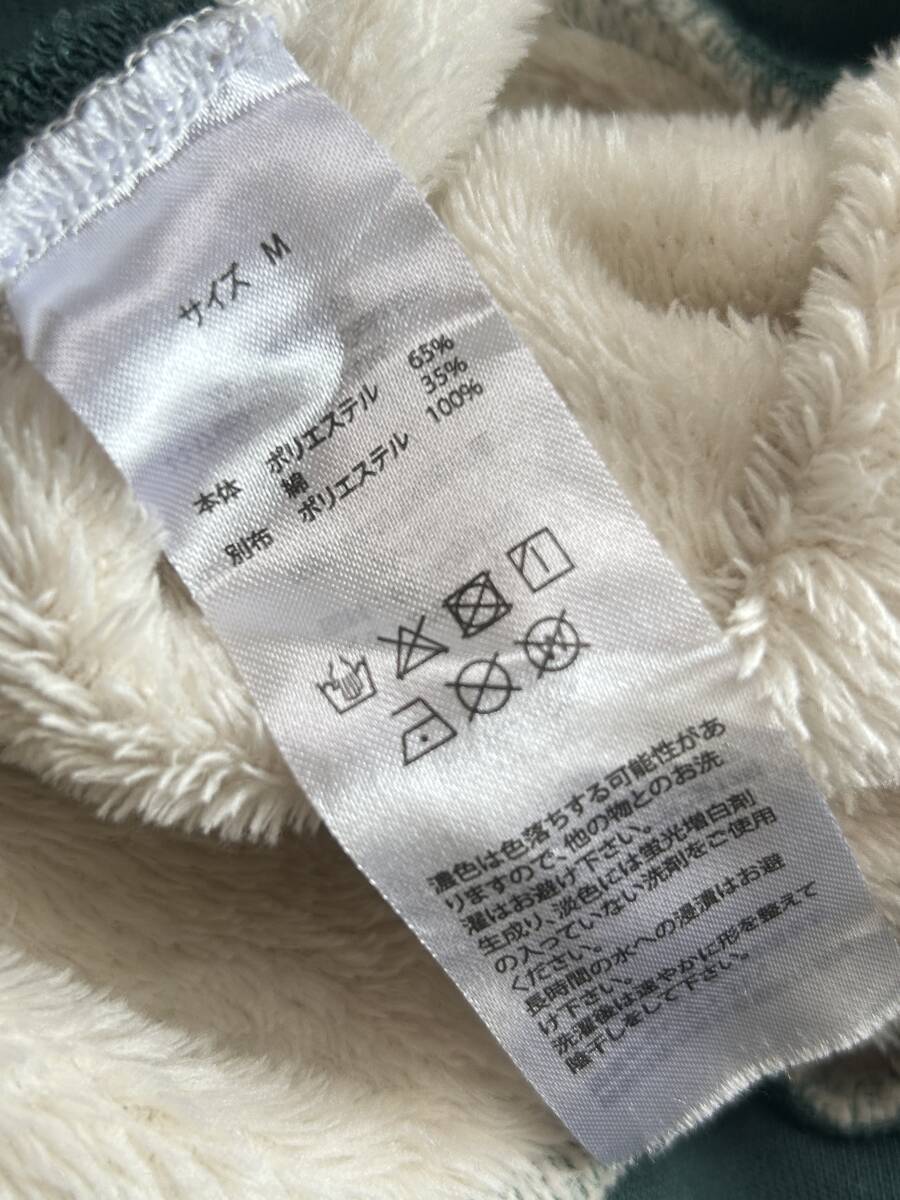 サイズ M
本体 ポリエステル 65%
綿 35%
別布 ポリエステル 100%
濃色は色落ちする可能性があ
りますので、他の物とのお洗
濯はお避け下さい。
生成り、淡色には蛍光増白剤
の入っていない洗剤をご使用
ください。
長時間の水への浸漬はお避
け下さい。
洗濯後は速やかに形を整えて
陰干しをして下さい。